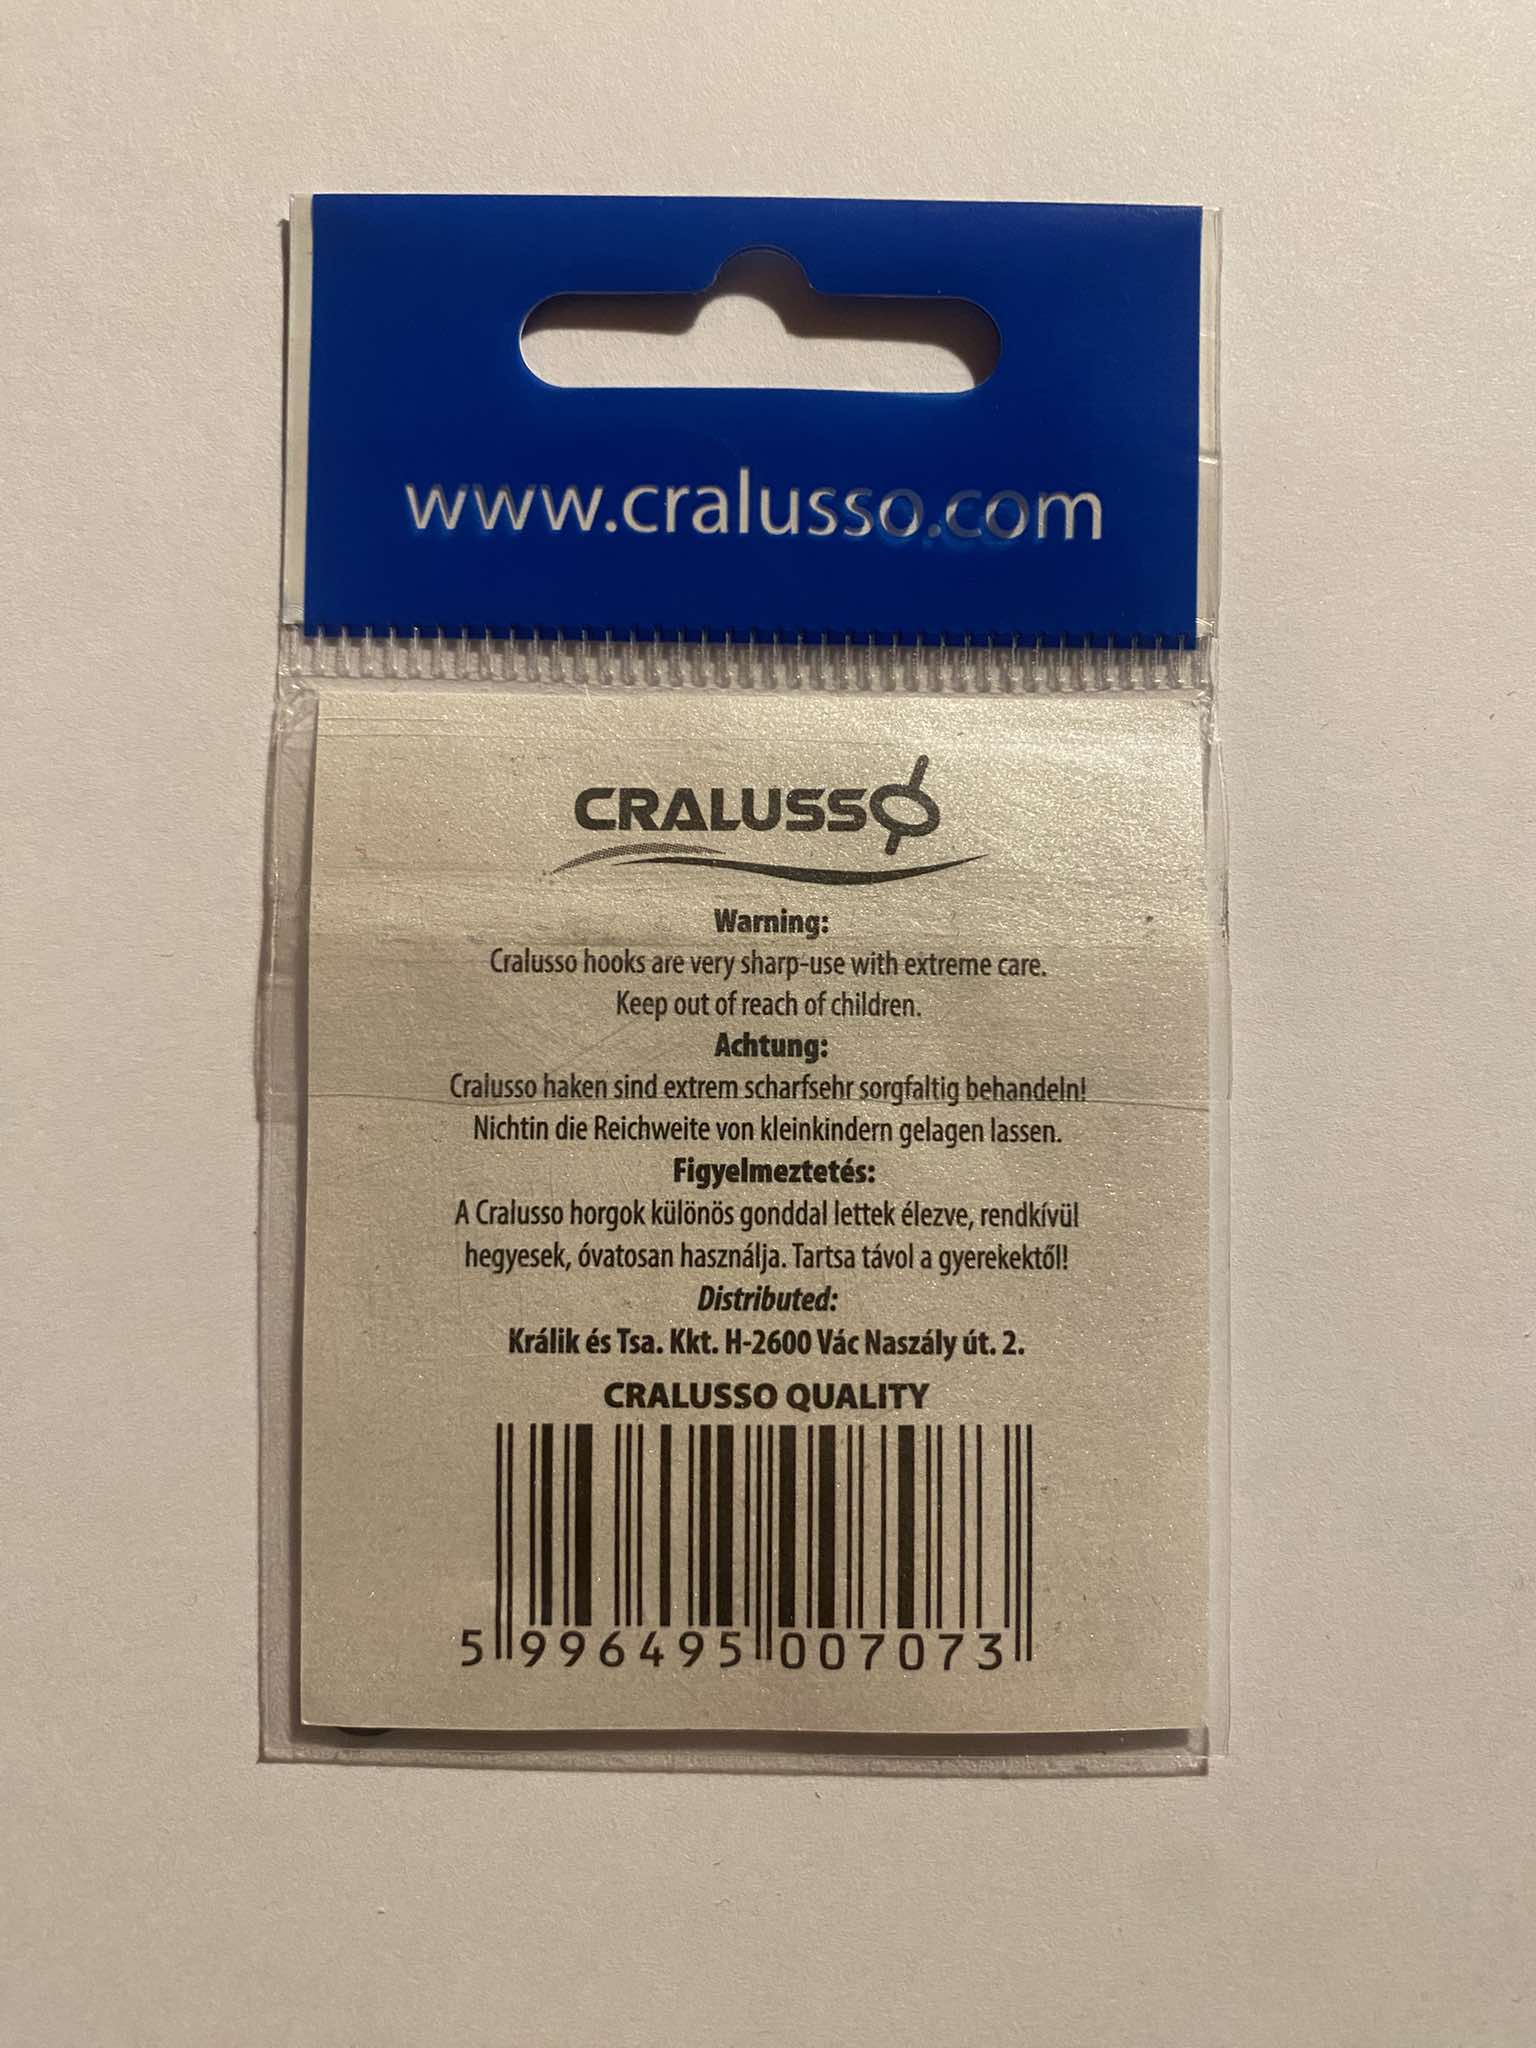 www.cralusso.com
CRALUSSO
Warning:
Cralusso hooks are very sharp-use with extreme care.
Keep out of reach of children.
Achtung:
Cralusso haken sind extrem scharfsehr sorgfaltig behandeln!
Nichtin die Reichweite von kleinkindern gelagen lassen.
Figyelmeztetés:
A Cralusso horgok különös gonddal lettek élezve, rendkívül
hegyesek, óvatosan használja. Tartsa távol a gyerekektől!
Distributed:
Králik és Tsa. Kkt. H-2600 Vác Naszály út. 2.
CRALUSSO QUALITY
5 996495 007073